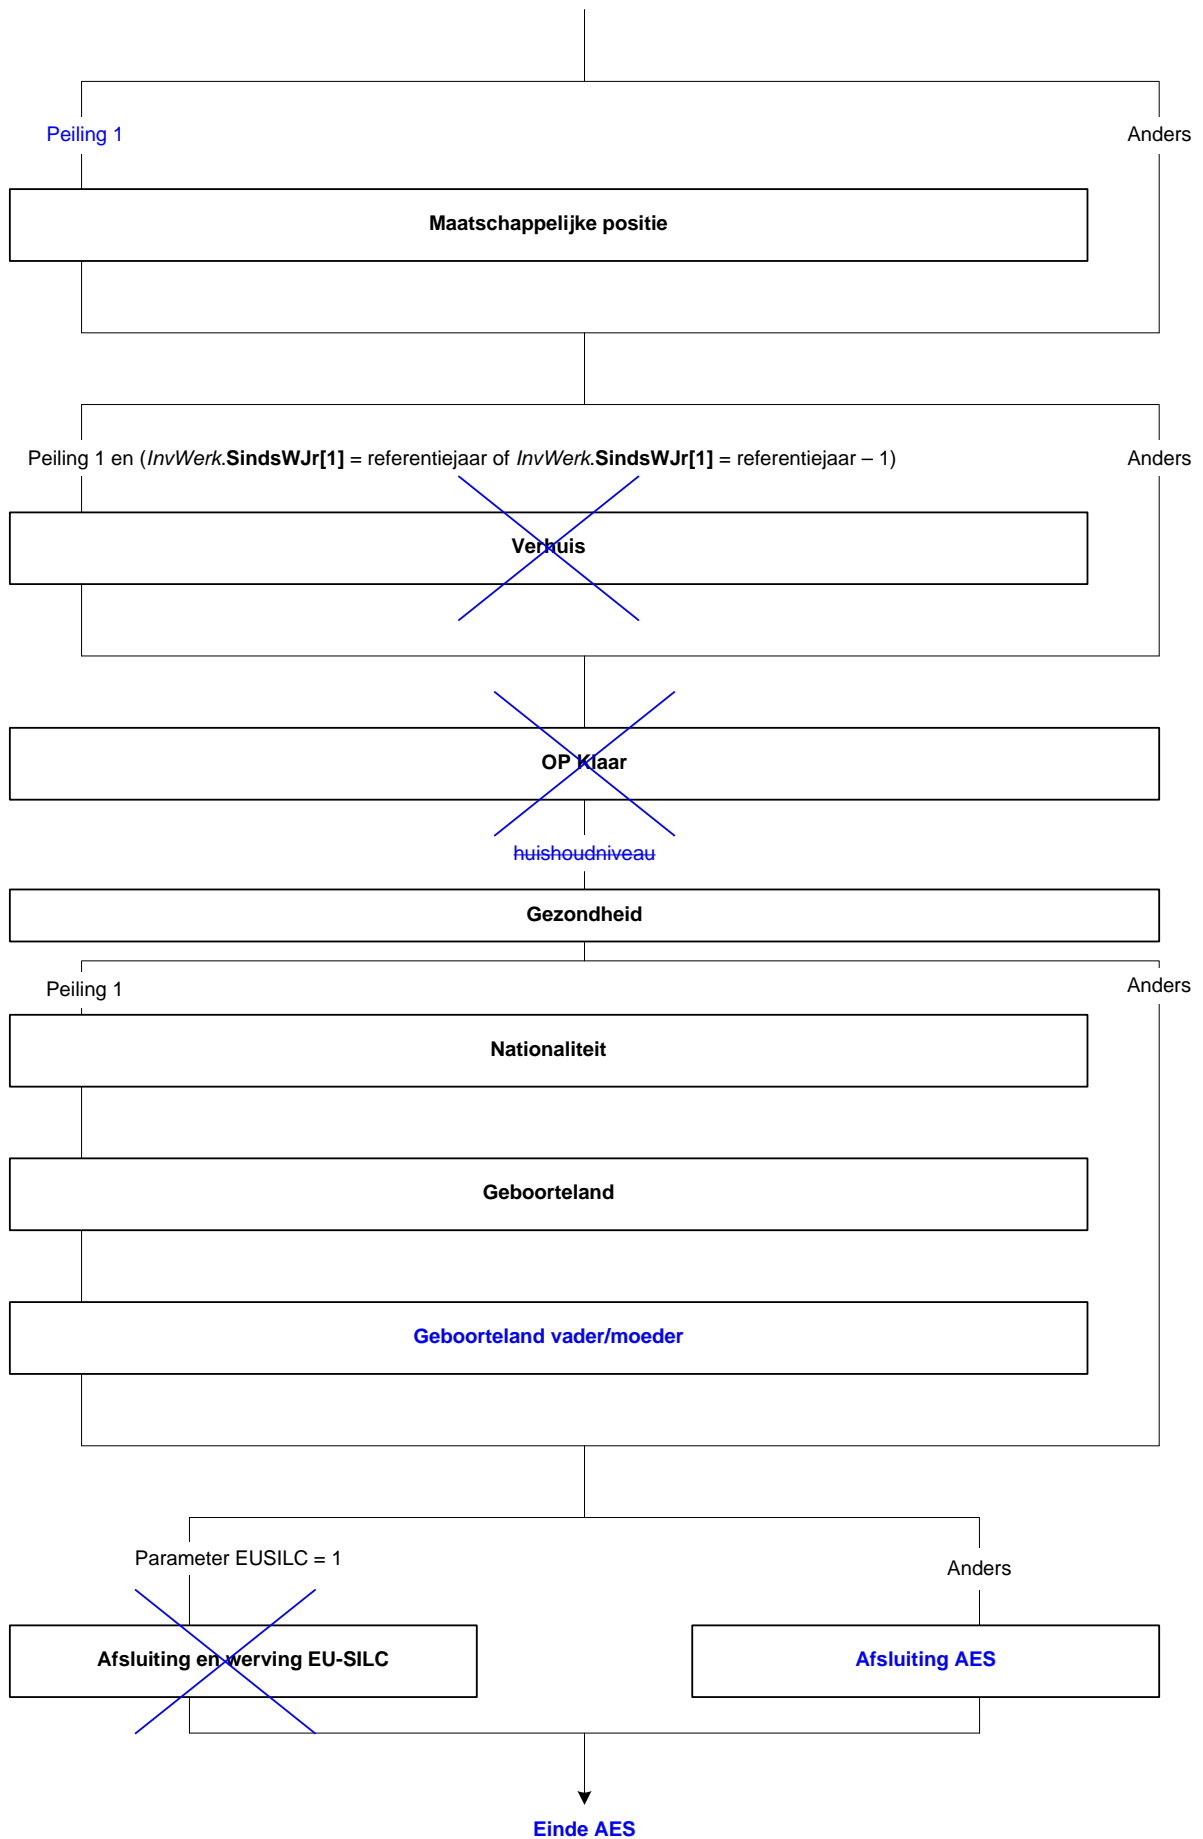 Peiling 1
Anders
Maatschappelijke positie
Peiling 1 en (InvWerk.SindsWJr[1] = referentiejaar of InvWerk.SindsWJr[1] = referentiejaar – 1)
Anders
Verhuis
OP Klaar
huishoudniveau
Gezondheid
Peiling 1
Anders
Nationaliteit
Geboorteland
Geboorteland vader/moeder
Parameter EUSILC = 1
Anders
Afsluiting en werving EU-SILC
Afsluiting AES
Einde AES